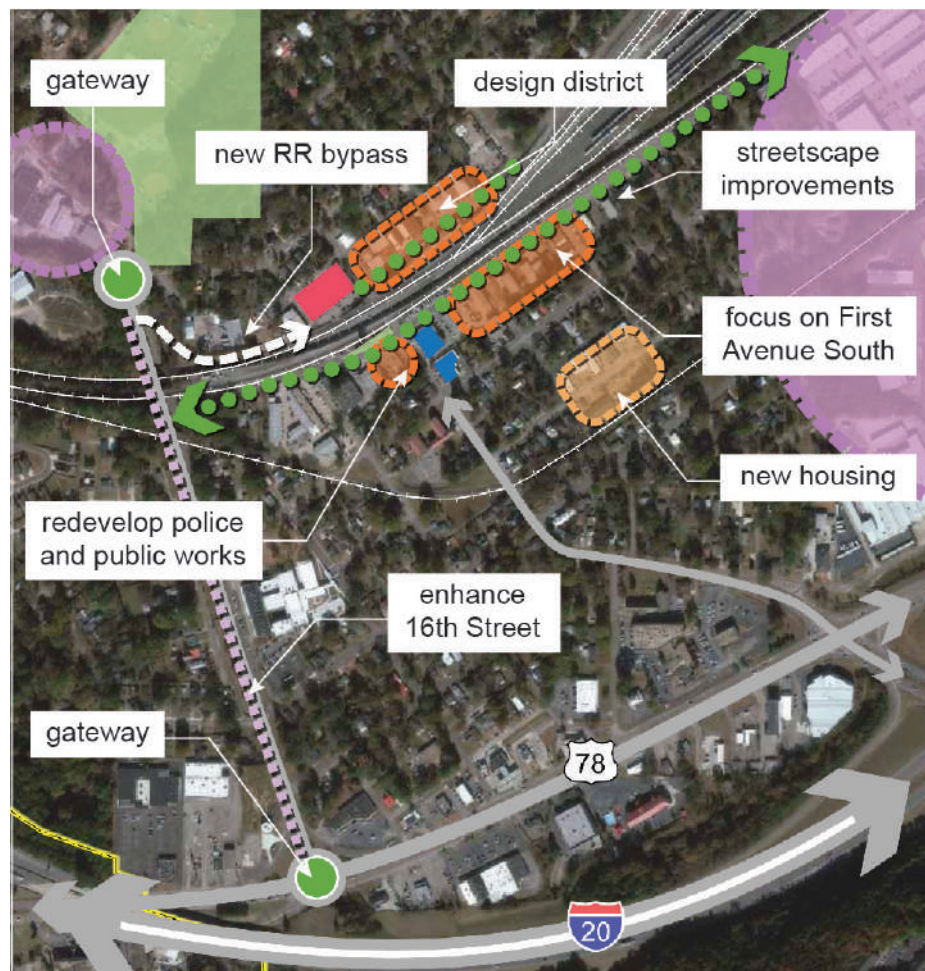 gateway
design district
new RR bypass
streetscape
improvements
focus on First
Avenue South
new housing
redevelop police
and public works
enhance
16th Street
gateway
78
20